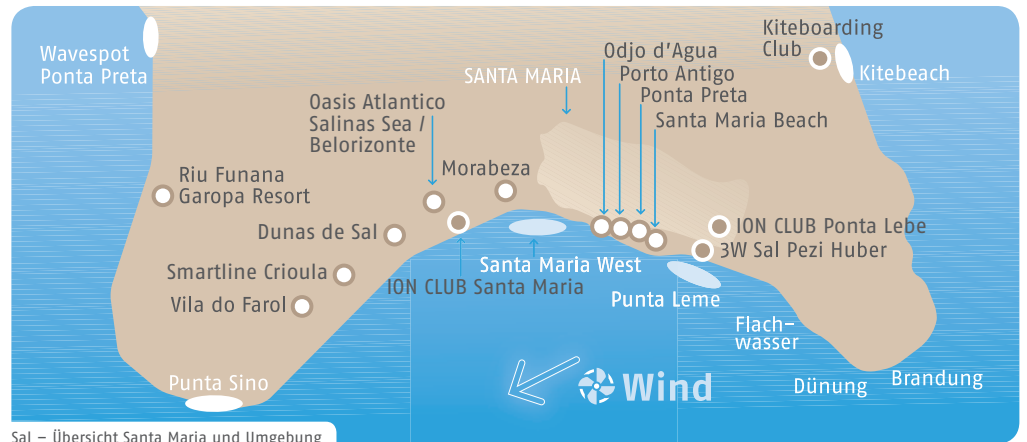 Wavespot
Ponta Preta
SANTA MARIA
Odjo d'Agua
Porto Antigo
Ponta Preta
Santa Maria Beach
Kiteboarding
Club
Kitebeach
Oasis Atlantico
Salinas Sea /
Belorizonte
Morabeza
Riu Funana
Garopa Resort
Dunas de Sal
Smartline Crioula
Vila do Farol
ION CLUB Ponta Lebe
3W Sal Pezi Huber
Santa Maria West
ION CLUB Santa Maria
Punta Leme
Flach-
wasser
Punta Sino
Wind
Dünung
Brandung
Sal – Übersicht Santa Maria und Umgebung